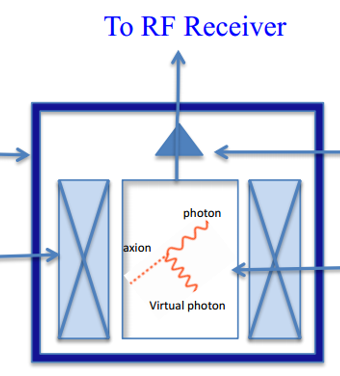 To RF Receiver
photon
axion
Virtual photon